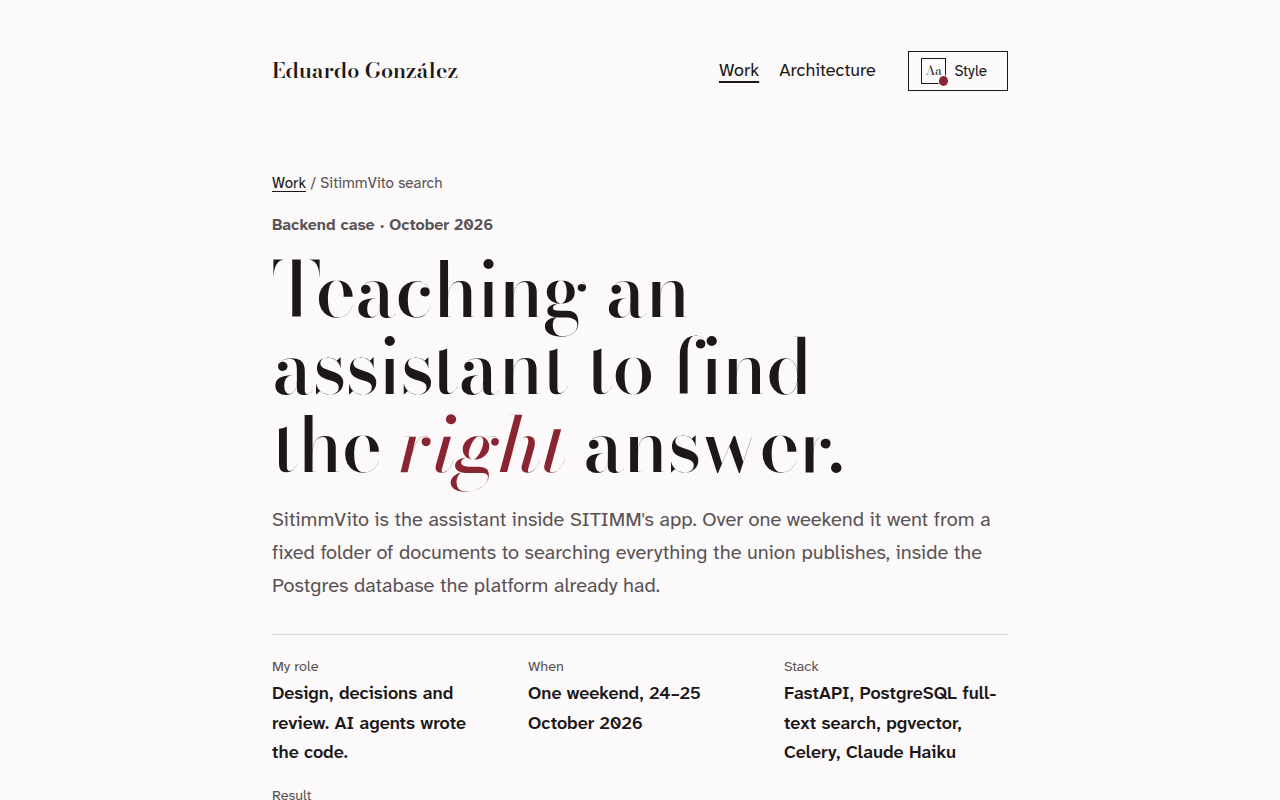 Eduardo González
Work
Architecture
Aa
Style
Work / SitimmVito search
Backend case · October 2026
Teaching an
assistant to find
the right answer.
SitimmVito is the assistant inside SITIMM's app. Over one weekend it went from a
fixed folder of documents to searching everything the union publishes, inside the
Postgres database the platform already had.
My role
Design, decisions and
review. AI agents wrote
the code.
When
One weekend, 24–25
October 2026
Stack
FastAPI, PostgreSQL full-
text search, pgvector,
Celery, Claude Haiku
Result